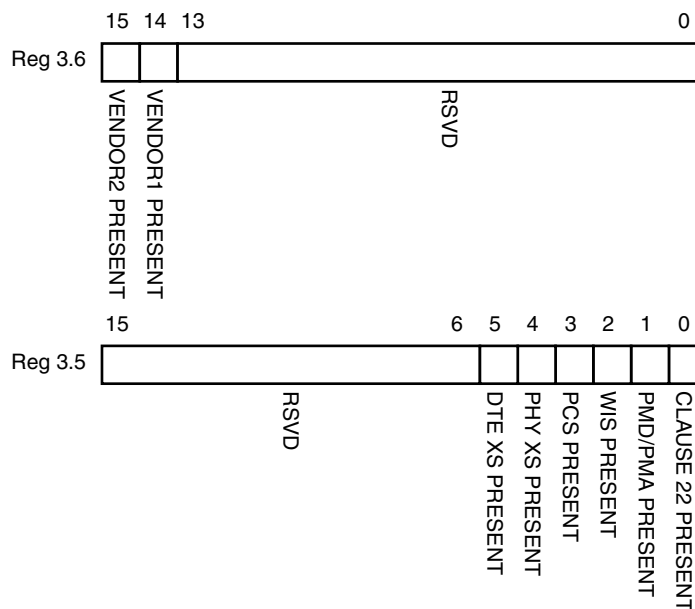 15 14 13 0
Reg 3.6
VENDOR2 PRESENT
VENDOR1 PRESENT
RSVD
15 6 5 4 3 2 1 0
Reg 3.5
RSVD
DTE XS PRESENT
PHY XS PRESENT
PCS PRESENT
WIS PRESENT
PMD/PMA PRESENT
CLAUSE 22 PRESENT